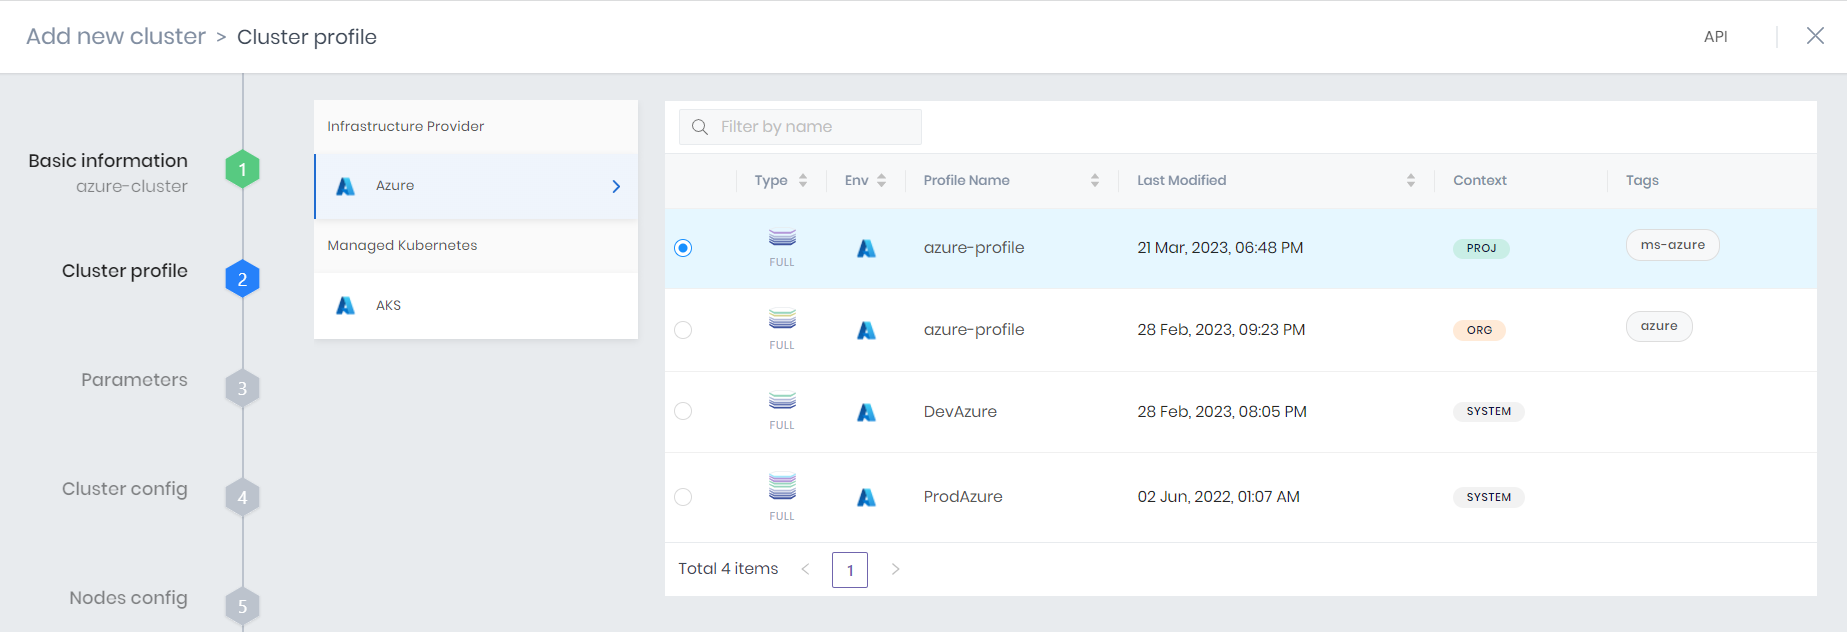 Add new cluster > Cluster profile
API
Basic information
azure-cluster
1
Cluster profile
2
Parameters
3
Cluster config
4
Nodes config
5
Infrastructure Provider
Azure
Managed Kubernetes
AKS
Filter by name
Type Env Profile Name Last Modified Context Tags
FULL azure-profile 21 Mar, 2023, 06:48 PM PROJ ms-azure
FULL azure-profile 28 Feb, 2023, 09:23 PM ORG azure
FULL DevAzure 28 Feb, 2023, 08:05 PM SYSTEM
FULL ProdAzure 02 Jun, 2022, 01:07 AM SYSTEM
Total 4 items < 1 >